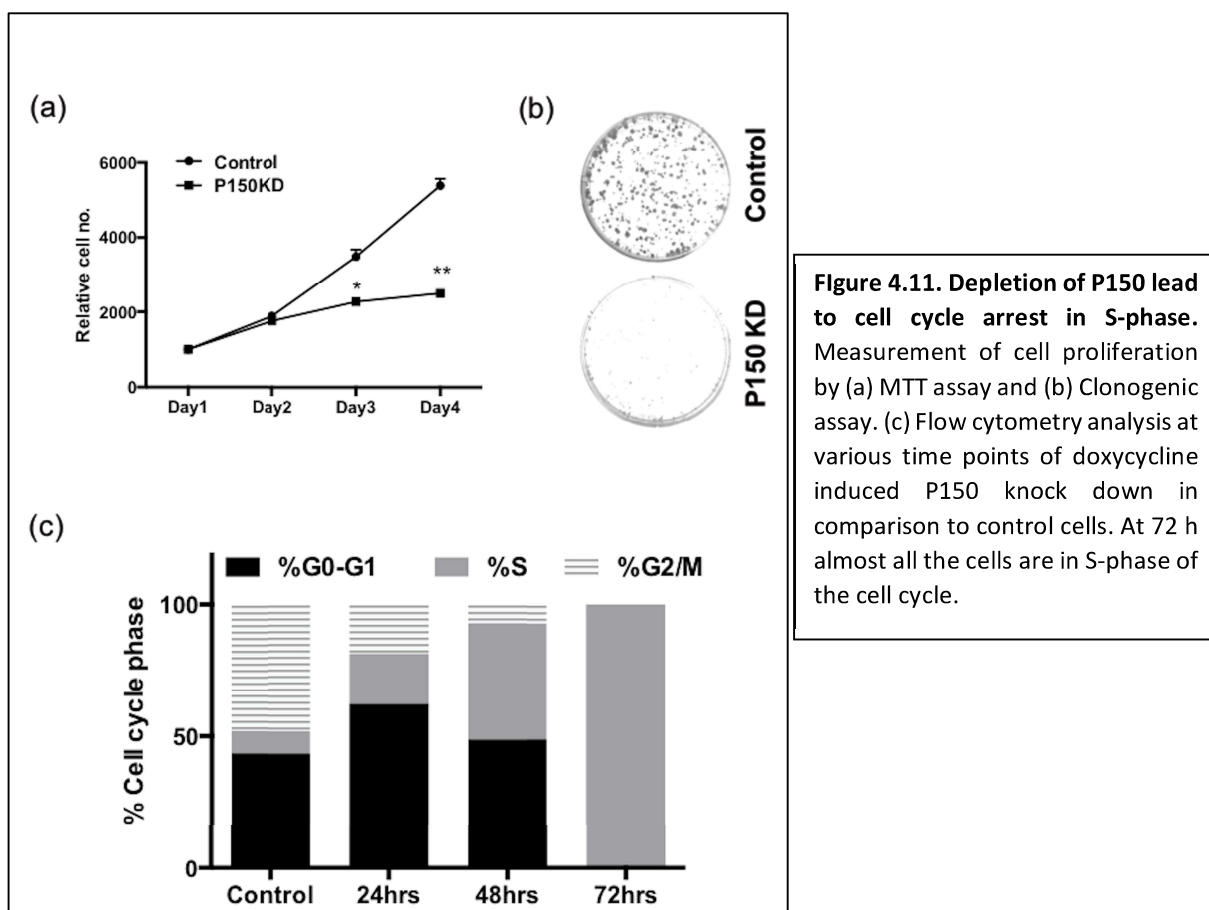 (a)
6000
4000
2000
0
Relative cell no.
Control
P150KD
*
**
Day1 Day2 Day3 Day4
(b)
Control
P150 KD
(c)
%G0-G1 %S %G2/M
100
50
0
% Cell cycle phase
Control 24hrs 48hrs 72hrs
FIgure 4.11. Depletion of P150 lead
to cell cycle arrest in S-phase.
Measurement of cell proliferation
by (a) MTT assay and (b) Clonogenic
assay. (c) Flow cytometry analysis at
various time points of doxycycline
induced P150 knock down in
comparison to control cells. At 72 h
almost all the cells are in S-phase of
the cell cycle.